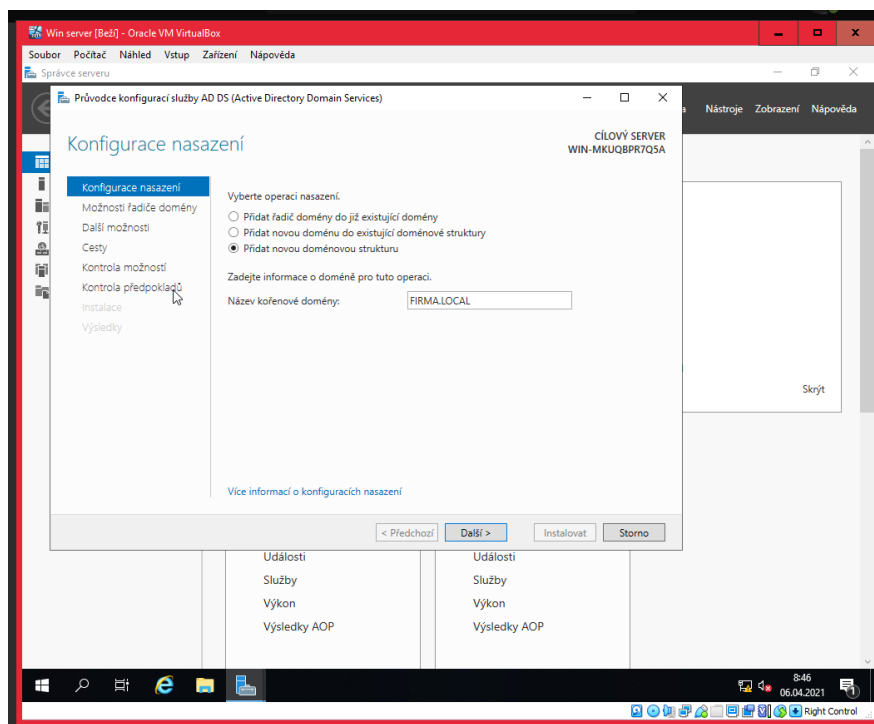 Win server [Beží] - Oracle VM VirtualBox
Soubor Počítač Náhled Vstup Zařízení Nápověda
Správce serveru
Průvodce konfigurací služby AD DS (Active Directory Domain Services)
Nástroje Zobrazení Nápověda
Konfigurace nasazení
CÍLOVÝ SERVER
WIN-MKUQBPR7Q5A
Konfigurace nasazení
Možnosti řadiče domény
Další možnosti
Cesty
Kontrola možností
Kontrola předpokladů
Instalace
Výsledky
Vyberte operaci nasazení.
Přidat řadič domény do již existující domény
Přidat novou doménu do existující doménové struktury
Přidat novou doménovou strukturu
Zadejte informace o doméně pro tuto operaci.
Název kořenové domény: FIRMA.LOCAL
Skrýt
Více informací o konfiguracích nasazení
< Předchozí Další > Instalovat Storno
Události Události
Služby Služby
Výkon Výkon
Výsledky AOP Výsledky AOP
8:46
06.04.2021
1
Right Control